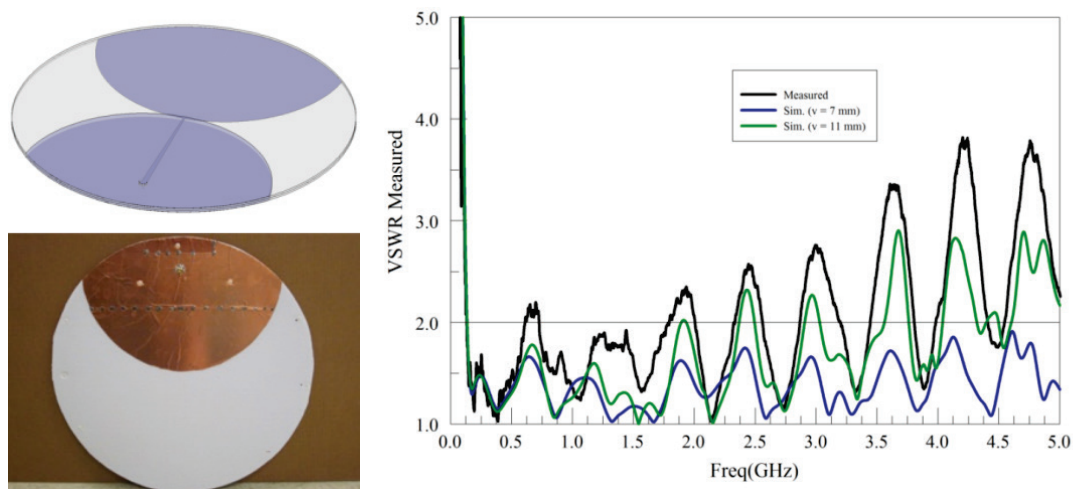 5.0
4.0
3.0
2.0
1.0
VSWR Measured
Measured
Sim. (v = 7 mm)
Sim. (v = 11 mm)
0.0 0.5 1.0 1.5 2.0 2.5 3.0 3.5 4.0 4.5 5.0
Freq(GHz)